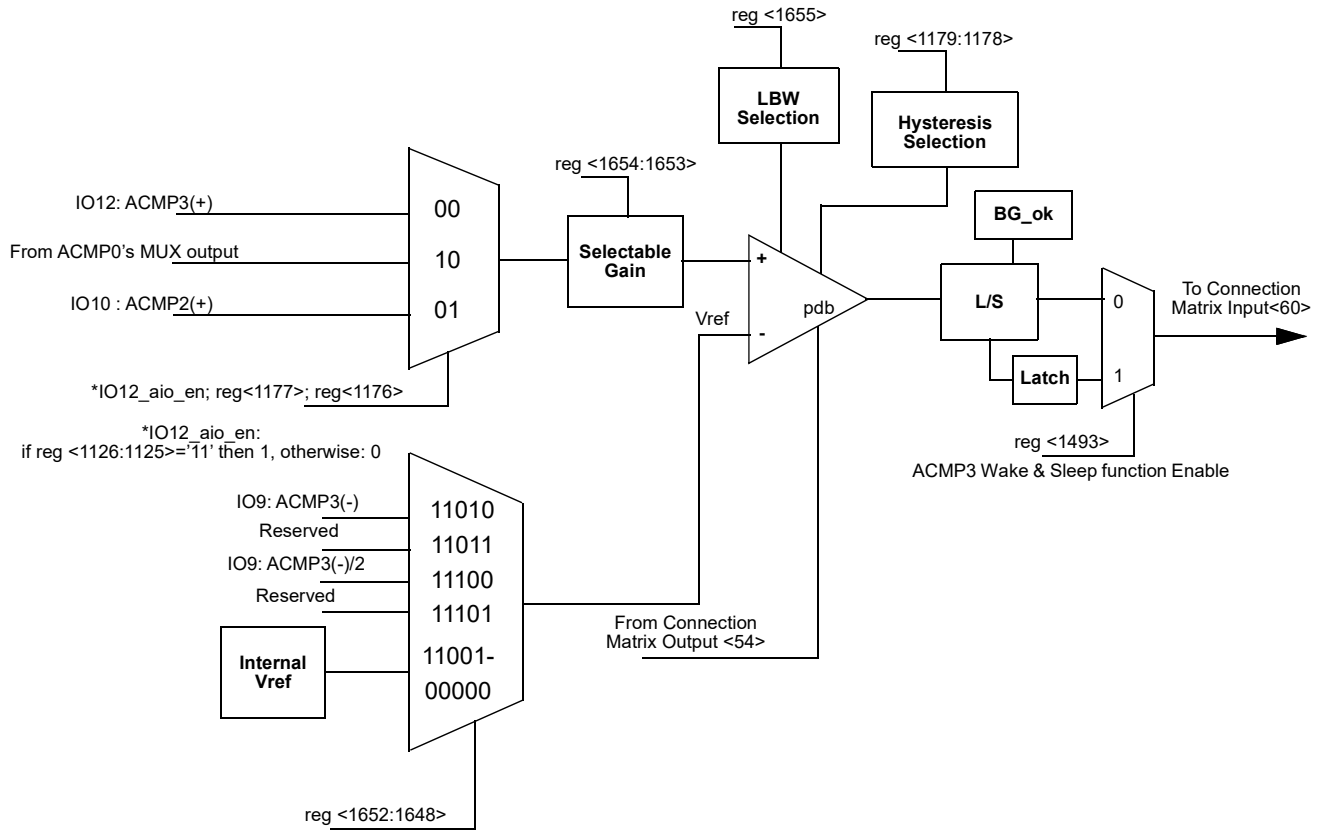 reg <1655>
reg <1179:1178>
LBW
Selection
Hysteresis
Selection
reg <1654:1653>
IO12: ACMP3(+)
00
From ACMP0's MUX output
10
IO10 : ACMP2(+)
01
Selectable
Gain
+
Vref
-
pdb
BG_ok
L/S
Latch
0
1
To Connection
Matrix Input<60>
*IO12_aio_en; reg<1177>; reg<1176>
*IO12_aio_en:
if reg <1126:1125>='11' then 1, otherwise: 0
reg <1493>
ACMP3 Wake & Sleep function Enable
IO9: ACMP3(-)
11010
Reserved
11011
IO9: ACMP3(-)/2
11100
Reserved
11101
Internal
Vref
11001-
00000
From Connection
Matrix Output <54>
reg <1652:1648>